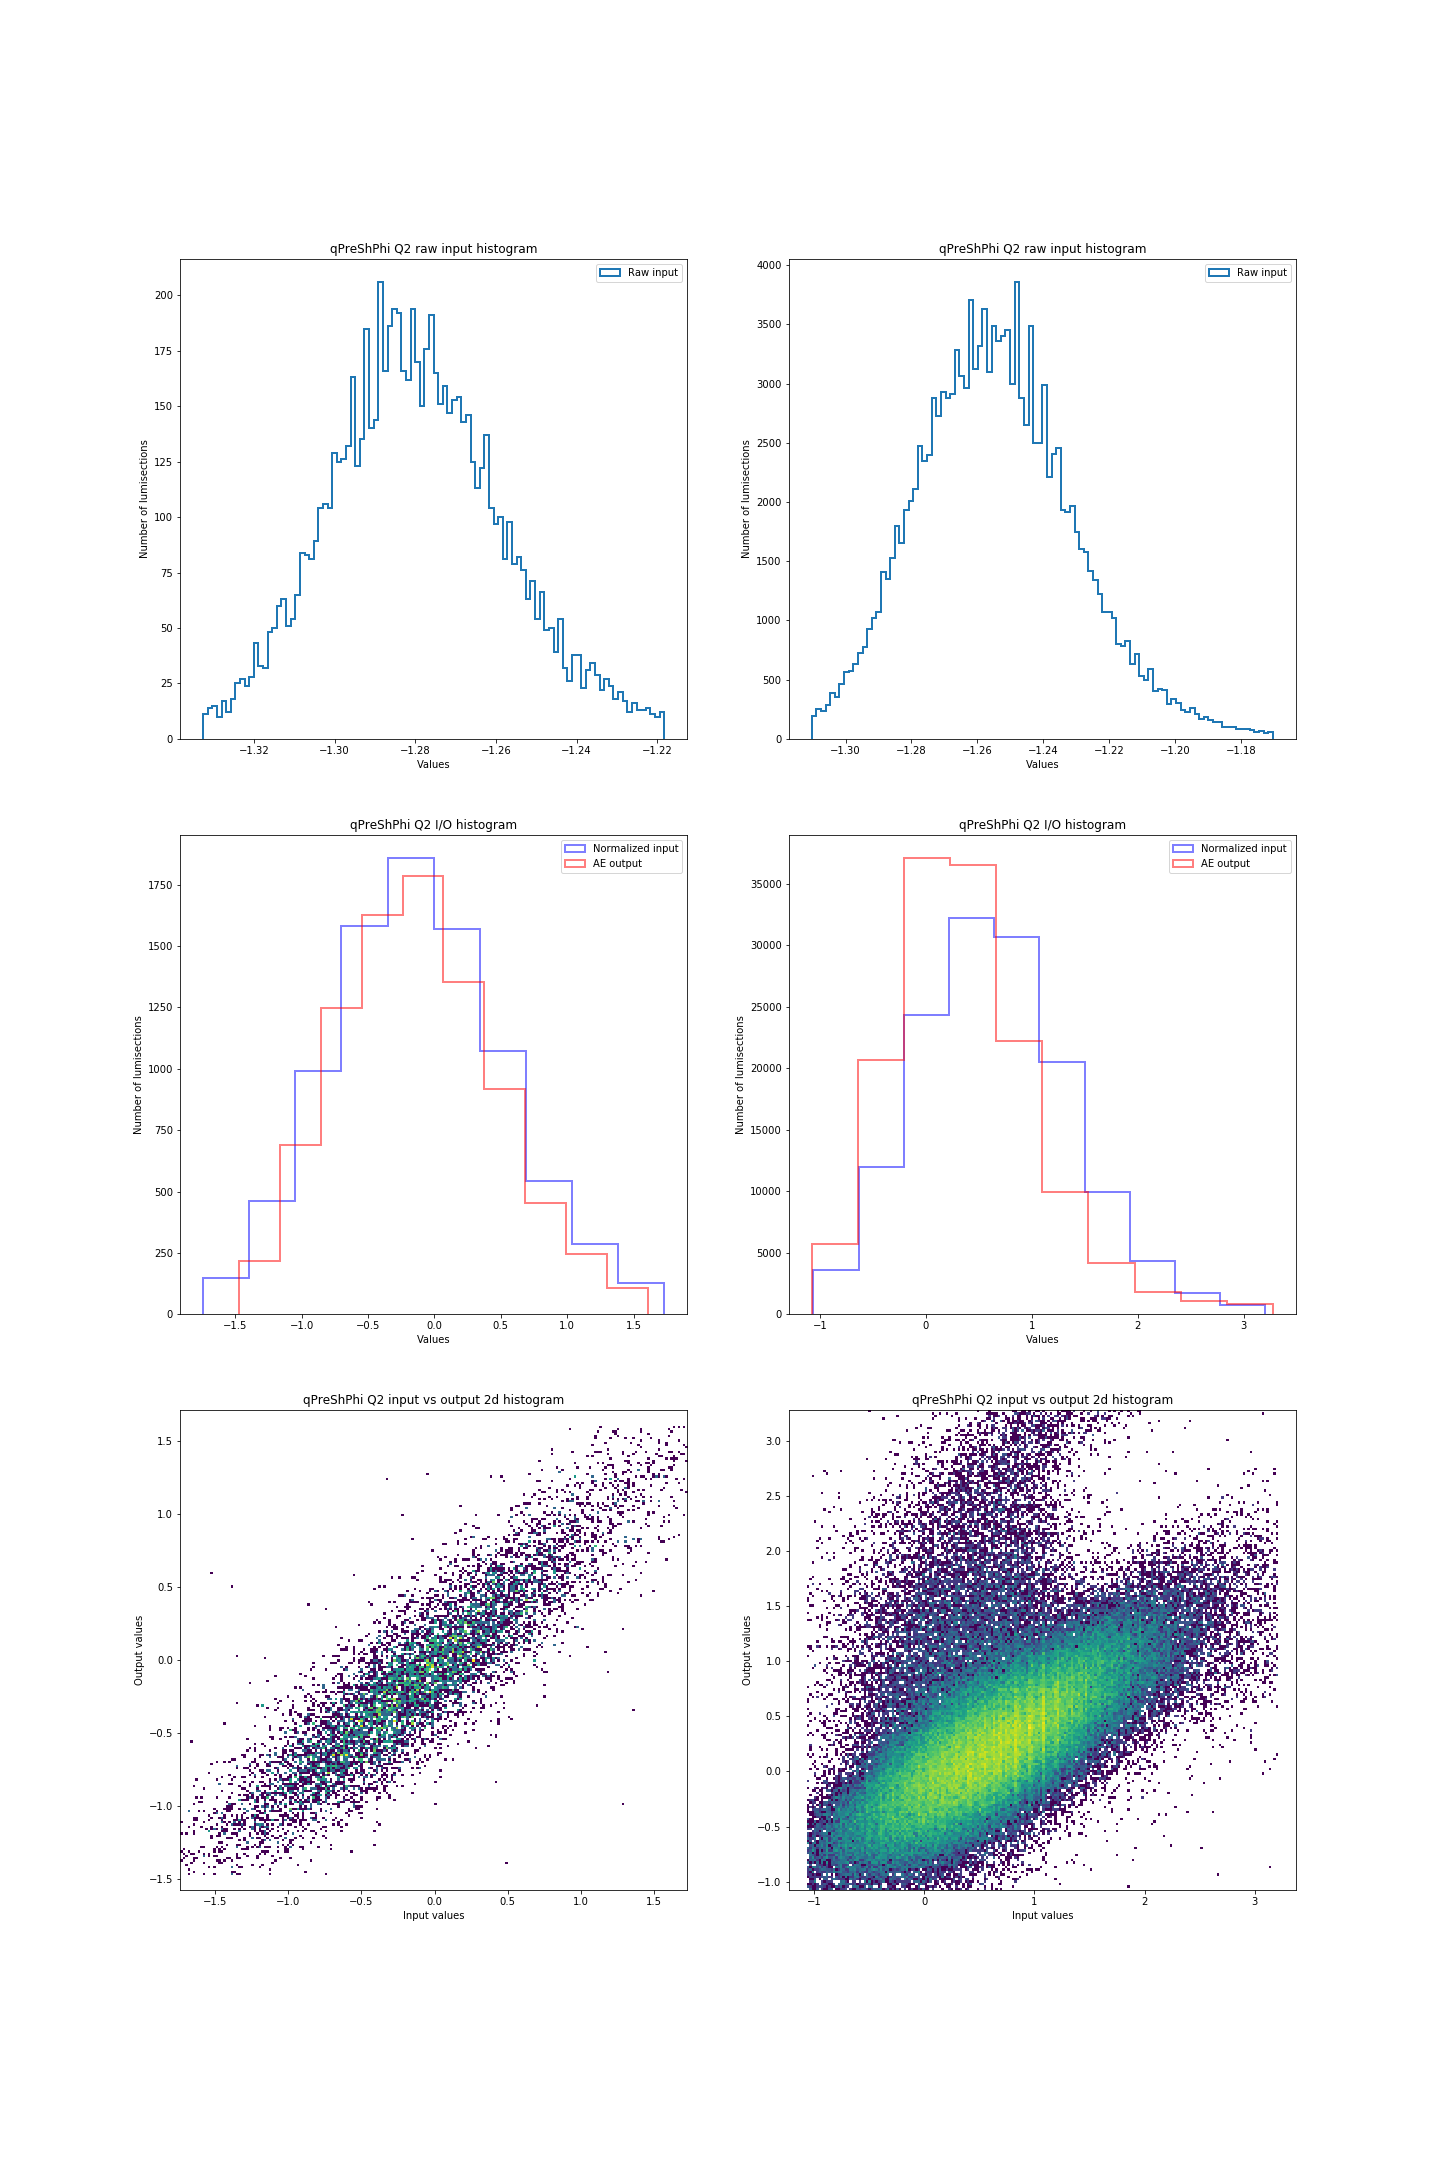 qPreShPhi Q2 raw input histogram
Raw input
200
175
150
125
100
75
50
25
0
Number of lumisections
−1.32 −1.30 −1.28 −1.26 −1.24 −1.22
Values
qPreShPhi Q2 raw input histogram
Raw input
4000
3500
3000
2500
2000
1500
1000
500
0
Number of lumisections
−1.30 −1.28 −1.26 −1.24 −1.22 −1.20 −1.18
Values
qPreShPhi Q2 I/O histogram
Normalized input
AE output
1750
1500
1250
1000
750
500
250
0
Number of lumisections
−1.5 −1.0 −0.5 0.0 0.5 1.0 1.5
Values
qPreShPhi Q2 I/O histogram
Normalized input
AE output
35000
30000
25000
20000
15000
10000
5000
0
Number of lumisections
−1 0 1 2 3
Values
qPreShPhi Q2 input vs output 2d histogram
1.5
1.0
0.5
0.0
−0.5
−1.0
−1.5
Output values
−1.5 −1.0 −0.5 0.0 0.5 1.0 1.5
Input values
qPreShPhi Q2 input vs output 2d histogram
3.0
2.5
2.0
1.5
1.0
0.5
0.0
−0.5
−1.0
Output values
−1 0 1 2 3
Input values